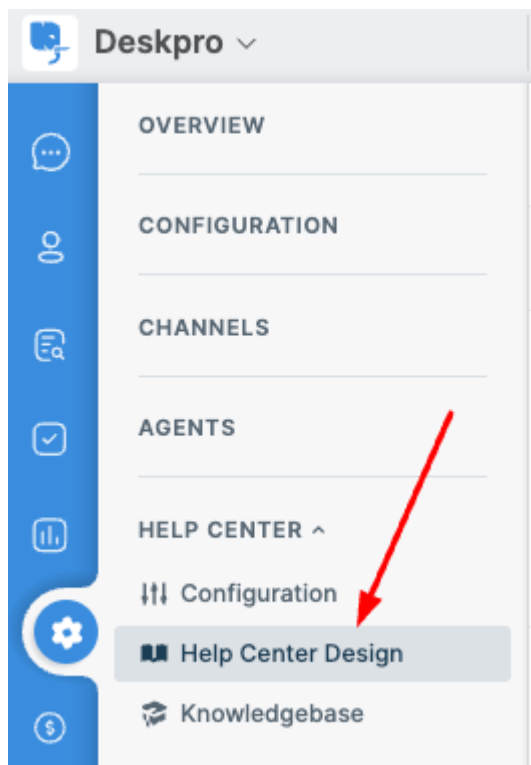 Deskpro
OVERVIEW
CONFIGURATION
CHANNELS
AGENTS
HELP CENTER
Configuration
Help Center Design
Knowledgebase